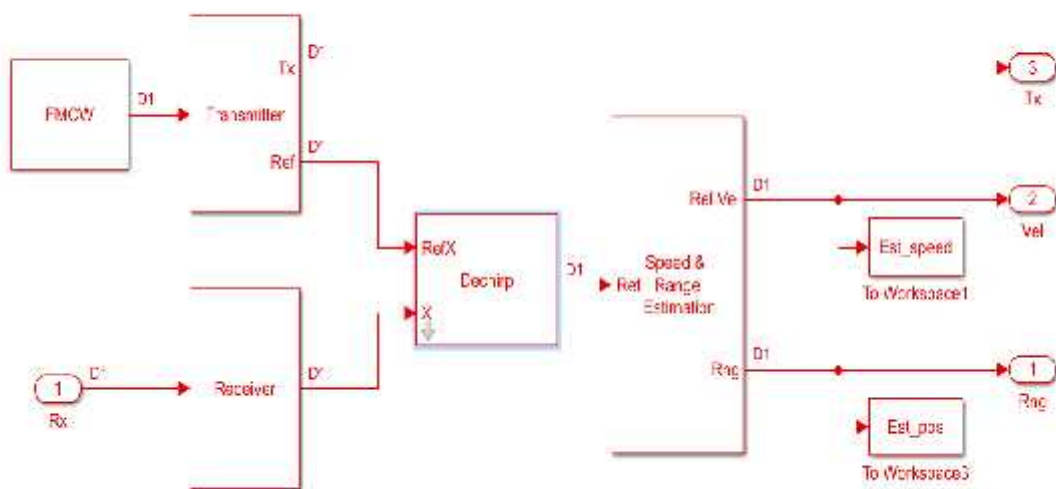 D1
Tx
FMCW
D1
Transmitter
3
Tx
D1
Ref
Rel Ve
D1
2
Vel
RefX
Dechirp
D1
Ref
Speed &
Range
Estimation
Est_speed
To Workspace1
X
D1
Rng
1
Rng
1
D1
Rx
Receiver
D1
Est_pos
To Workspace3